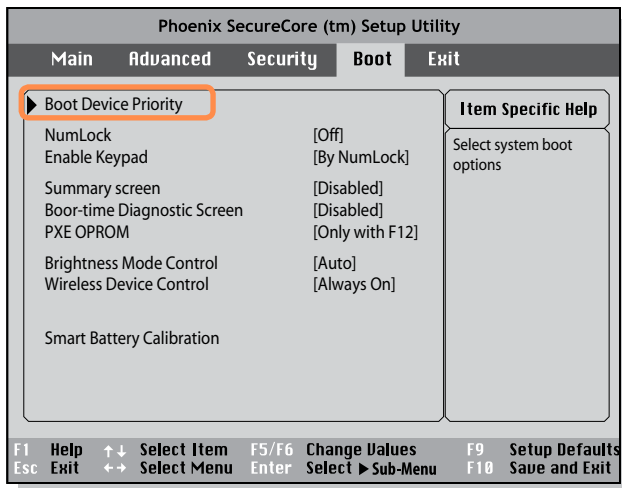 Phoenix SecureCore (tm) Setup Utility
Main Advanced Security Boot Exit
Boot Device Priority
NumLock [Off]
Enable Keypad [By NumLock]
Summary screen [Disabled]
Boor-time Diagnostic Screen [Disabled]
PXE OPROM [Only with F12]
Brightness Mode Control [Auto]
Wireless Device Control [Always On]
Smart Battery Calibration
Item Specific Help
Select system boot
options
F1 Help ↑↓ Select Item F5/F6 Change Values F9 Setup Defaults
Esc Exit ←→ Select Menu Enter Select ▶ Sub-Menu F10 Save and Exit